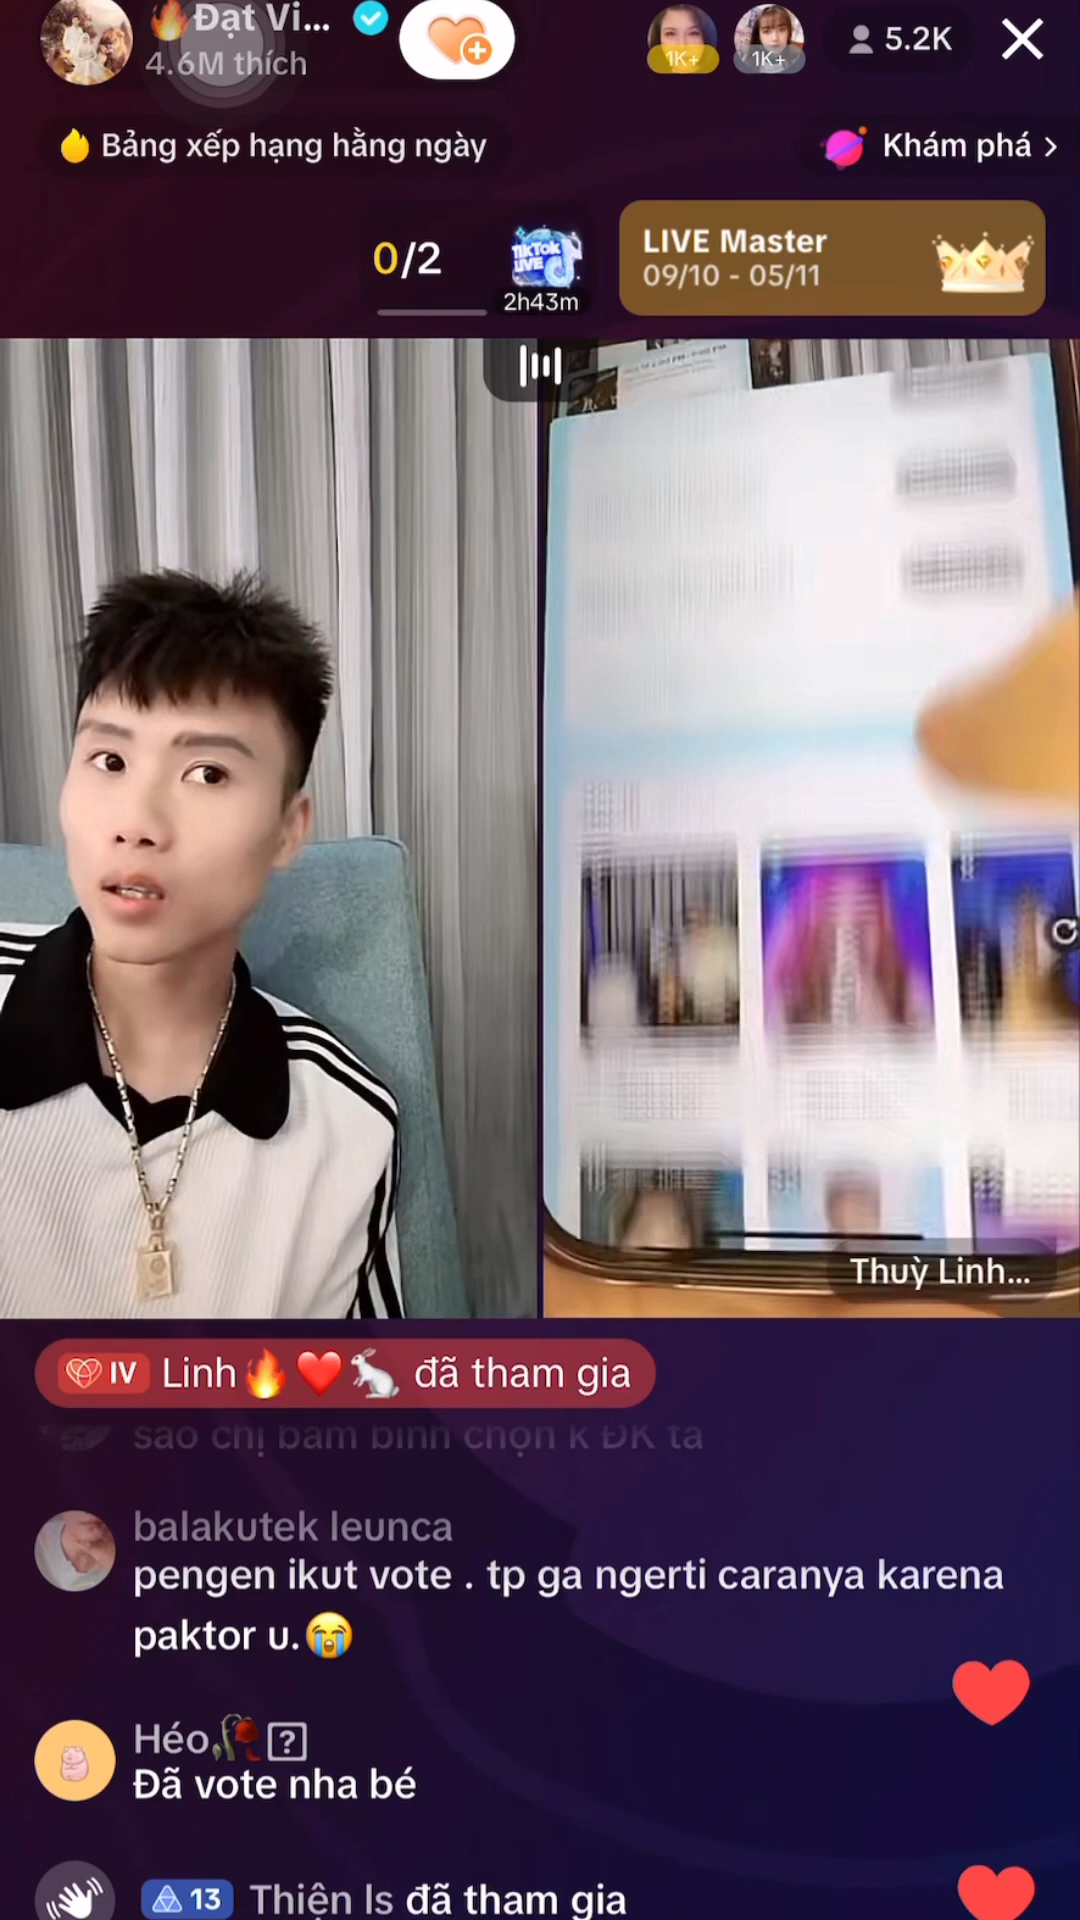 🔥Đạt Vi...
4.6M thích
1K+
1K+
5.2K
Bảng xếp hạng hằng ngày
Khám phá >
0/2
TikTok LIVE
2h43m
LIVE Master
09/10 - 05/11
Thuỳ Linh...
IV Linh🔥❤️🐇 đã tham gia
sao chị bấm bình chọn k ĐK ta
balakutek leunca
pengen ikut vote . tp ga ngerti caranya karena
paktor u.😭
Héo🥀
Đã vote nha bé
13 Thiện ls đã tham gia